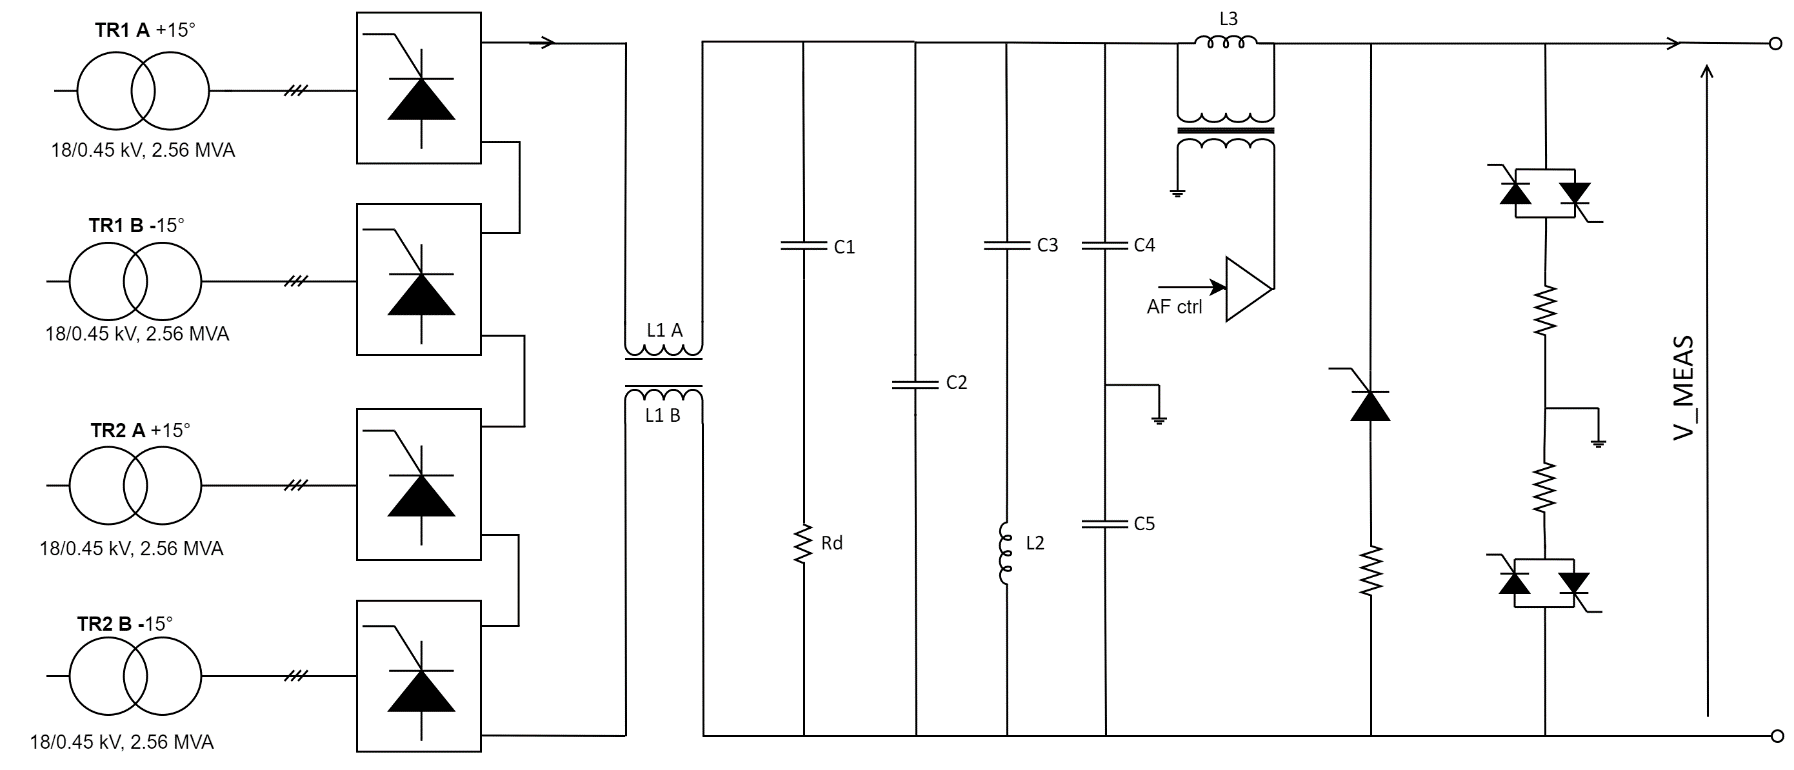 TR1 A +15°
18/0.45 kV, 2.56 MVA
TR1 B -15°
18/0.45 kV, 2.56 MVA
TR2 A +15°
18/0.45 kV, 2.56 MVA
TR2 B -15°
18/0.45 kV, 2.56 MVA
L1 A
L1 B
C1
Rd
C2
C3
L2
C4
C5
L3
AF ctrl
V_MEAS